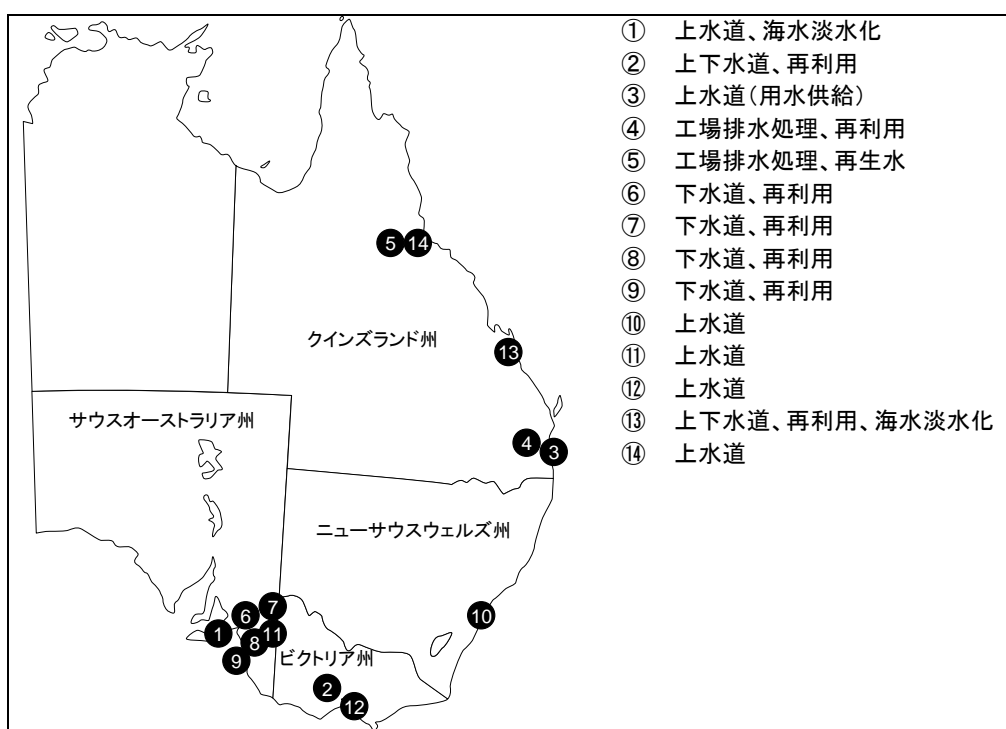 ① 上水道、海水淡水化
② 上下水道、再利用
③ 上水道(用水供給)
④ 工場排水処理、再利用
⑤ 工場排水処理、再生水
⑥ 下水道、再利用
⑦ 下水道、再利用
⑧ 下水道、再利用
⑨ 下水道、再利用
⑩ 上水道
⑪ 上水道
⑫ 上水道
⑬ 上下水道、再利用、海水淡水化
⑭ 上水道
5 14
クインズランド州
13
サウスオーストラリア州
4 3
ニューサウスウェルズ州
7
6 10
1 11
8
9 ビクトリア州
2
12